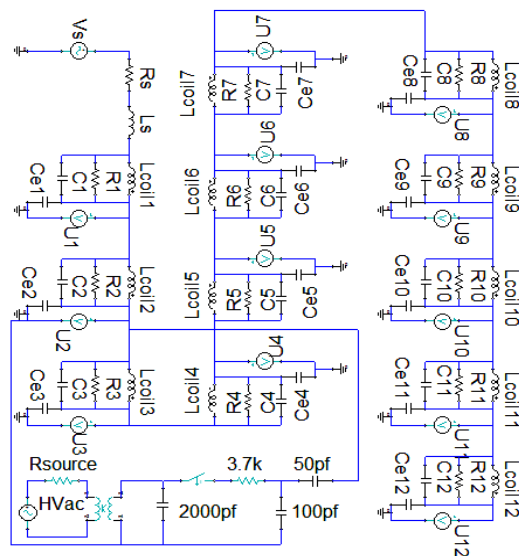 Vs
Rs
Ls
Ce1
C1
R1
Lcoil1
U1
Ce2
C2
R2
Lcoil2
U2
Ce3
C3
R3
Lcoil3
U3
Rsource
HVac
2000pf
3.7k
100pf
50pf
Lcoil7
R7
C7
Ce7
U7
Lcoil6
R6
C6
Ce6
U6
Lcoil5
R5
C5
Ce5
U5
Lcoil4
R4
C4
Ce4
U4
Ce8
C8
R8
Lcoil8
U8
Ce9
C9
R9
Lcoil9
U9
Ce10
C10
R10
Lcoil10
U10
Ce11
C11
R11
Lcoil11
U11
Ce12
C12
R12
Lcoil12
U12